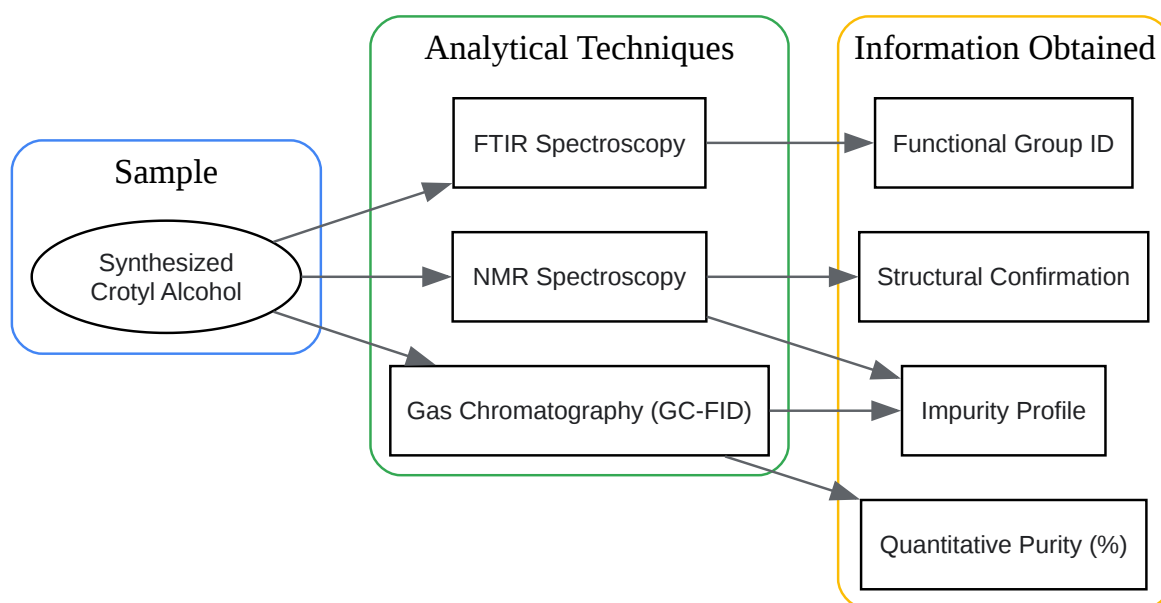 Sample
Synthesized
Crotyl Alcohol
Analytical Techniques
FTIR Spectroscopy
NMR Spectroscopy
Gas Chromatography (GC-FID)
Information Obtained
Functional Group ID
Structural Confirmation
Impurity Profile
Quantitative Purity (%)